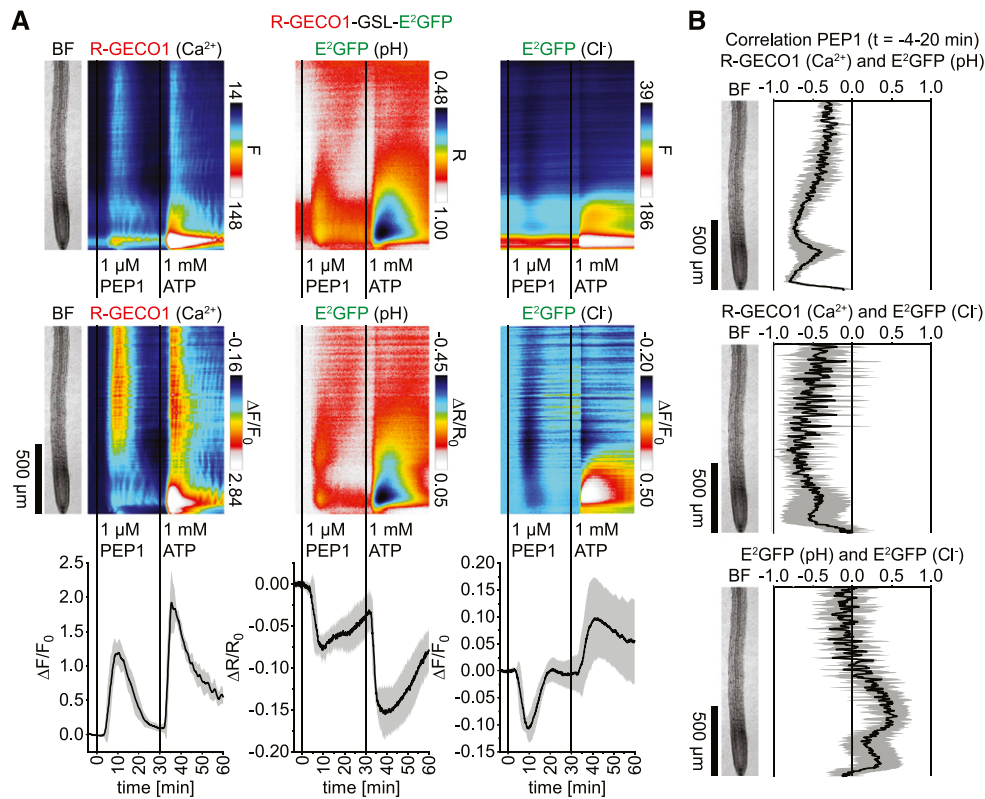 A
R-GECO1-GSL-E²GFP
BF
R-GECO1 (Ca²⁺)
E²GFP (pH)
E²GFP (Cl⁻)
14
F
148
0.48
R
1.00
39
F
186
1 µM
PEP1
1 mM
ATP
1 µM
PEP1
1 mM
ATP
1 µM
PEP1
1 mM
ATP
BF
R-GECO1 (Ca²⁺)
E²GFP (pH)
E²GFP (Cl⁻)
500 µm
-0.16
ΔF/F₀
2.84
-0.45
ΔR/R₀
0.05
-0.20
ΔF/F₀
0.50
1 µM
PEP1
1 mM
ATP
1 µM
PEP1
1 mM
ATP
1 µM
PEP1
1 mM
ATP
ΔF/F₀
2.5
2.0
1.5
1.0
0.5
0.0
0 10 20 30 40 50 60
time [min]
ΔR/R₀
0.00
-0.05
-0.10
-0.15
-0.20
0 10 20 30 40 50 60
time [min]
ΔF/F₀
0.20
0.15
0.10
0.05
0.00
-0.05
-0.10
-0.15
0 10 20 30 40 50 60
time [min]
B
Correlation PEP1 (t = -4-20 min)
R-GECO1 (Ca²⁺) and E²GFP (pH)
BF
-1.0 -0.5 0.0 0.5 1.0
500 µm
R-GECO1 (Ca²⁺) and E²GFP (Cl⁻)
BF
-1.0 -0.5 0.0 0.5 1.0
500 µm
E²GFP (pH) and E²GFP (Cl⁻)
BF
-1.0 -0.5 0.0 0.5 1.0
500 µm